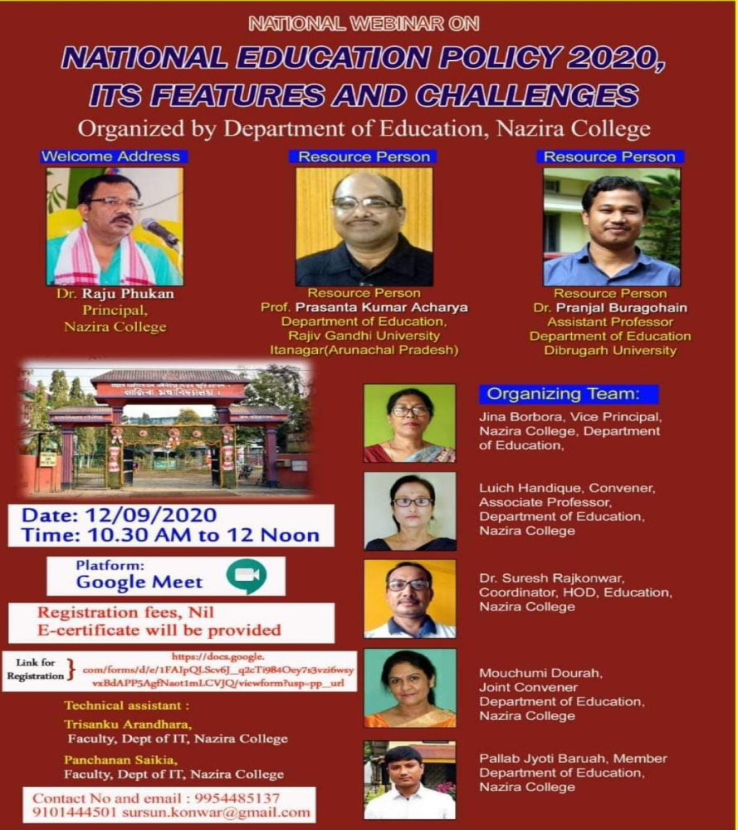 NATIONAL WEBINAR ON
NATIONAL EDUCATION POLICY 2020,
ITS FEATURES AND CHALLENGES
Organized by Department of Education, Nazira College
Welcome Address
Dr. Raju Phukan
Principal,
Nazira College
Resource Person
Resource Person
Prof. Prasanta Kumar Acharya
Department of Education,
Rajiv Gandhi University
Itanagar(Arunachal Pradesh)
Resource Person
Resource Person
Dr. Pranjal Buragohain
Assistant Professor
Department of Education
Dibrugarh University
নাজিৰা মহাবিদ্যালয়
Date: 12/09/2020
Time: 10.30 AM to 12 Noon
Platform:
Google Meet
Registration fees, Nil
E-certificate will be provided
Link for
Registration
https://docs.google.
com/forms/d/e/1FAIpQLScv6J_q2cTi984Oey7s3vzi6wsy
vxBdAPP5AgfNaot1mLCVJQ/viewform?usp=pp_url
Technical assistant :
Trisanku Arandhara,
Faculty, Dept of IT, Nazira College
Panchanan Saikia,
Faculty, Dept of IT, Nazira College
Contact No and email : 9954485137
9101444501 sursun.konwar@gmail.com
Organizing Team:
Jina Borbora, Vice Principal,
Nazira College, Department
of Education,
Luich Handique, Convener,
Associate Professor,
Department of Education,
Nazira College
Dr. Suresh Rajkonwar,
Coordinator, HOD, Education,
Nazira College
Mouchumi Dourah,
Joint Convener
Department of Education,
Nazira College
Pallab Jyoti Baruah, Member
Department of Education,
Nazira College